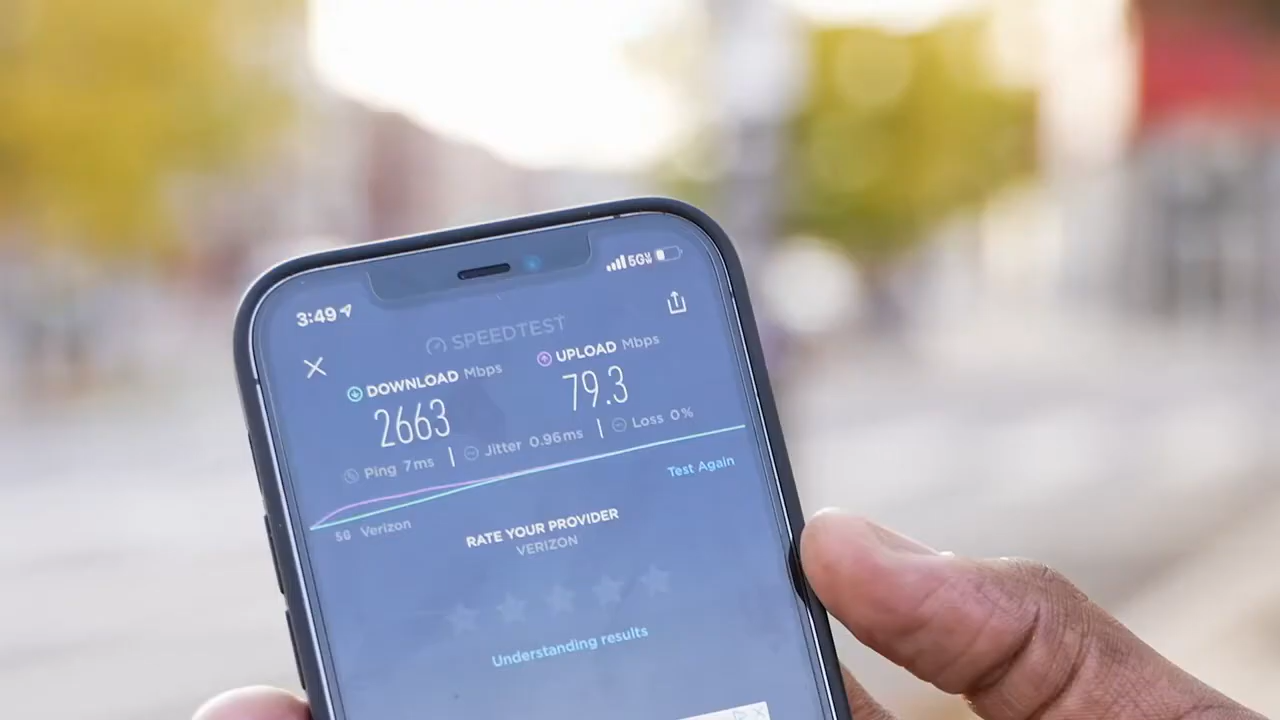 3:49
5G UW
SPEEDTEST
DOWNLOAD Mbps
2663
UPLOAD Mbps
79.3
Ping 7ms
Jitter 0.96ms
Loss 0%
Test Again
5G Verizon
RATE YOUR PROVIDER
VERIZON
Understanding results